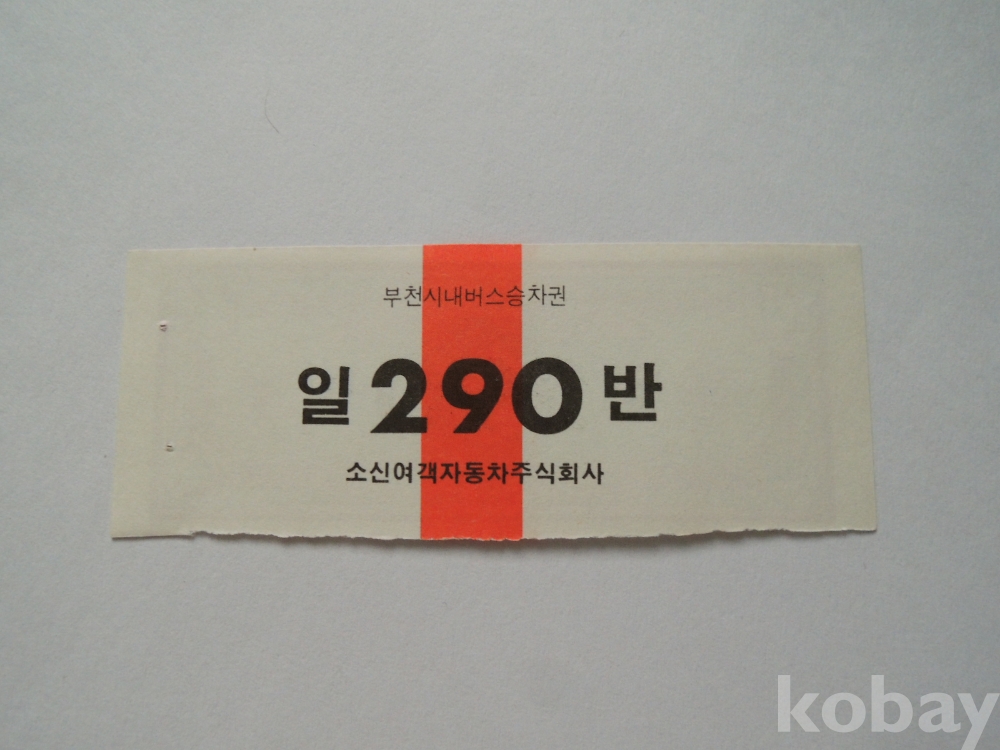 부천시내버스승차권
일 290 반
소신여객자동차주식회사
kobay